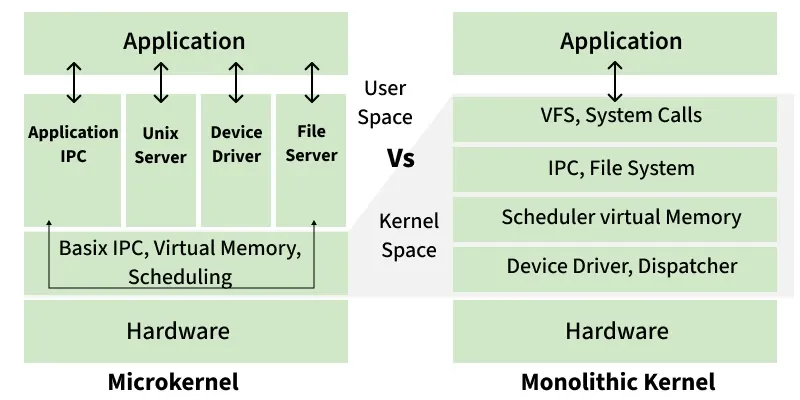 Application
Application
IPC
Unix
Server
Device
Driver
File
Server
Basix IPC, Virtual Memory,
Scheduling
Hardware
Microkernel
User
Space
Vs
Kernel
Space
Application
VFS, System Calls
IPC, File System
Scheduler virtual Memory
Device Driver, Dispatcher
Hardware
Monolithic Kernel